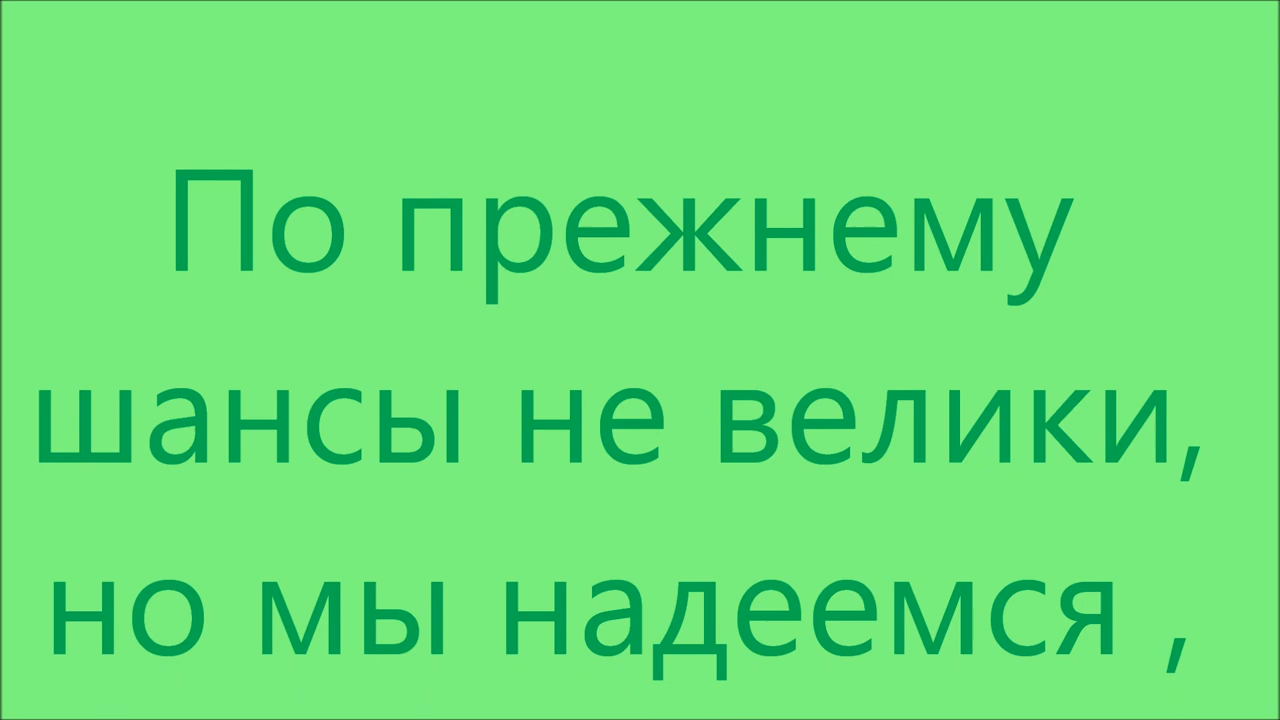 По прежнему
шансы не велики,
но мы надеемся ,